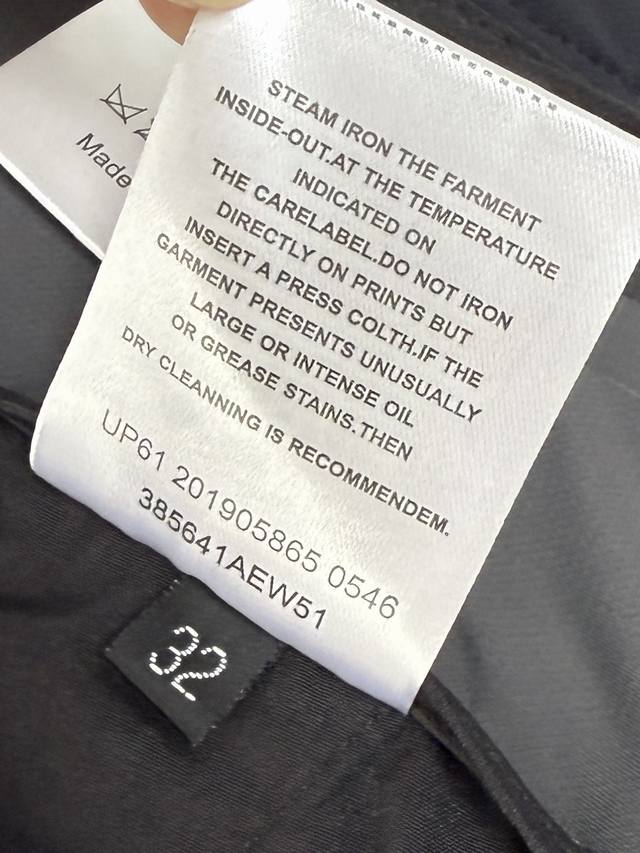 STEAM IRON THE FARMENT
INSIDE-OUT.AT THE TEMPERATURE
INDICATED ON
THE CARELABEL.DO NOT IRON
DIRECTLY ON PRINTS BUT
INSERT A PRESS COLTH.IF THE
GARMENT PRESENTS UNUSUALLY
LARGE OR INTENSE OIL
OR GREASE STAINS.THEN
DRY CLEANNING IS RECOMMENDEM.
UP61 201905865 0546
385641AEW51
Made
32